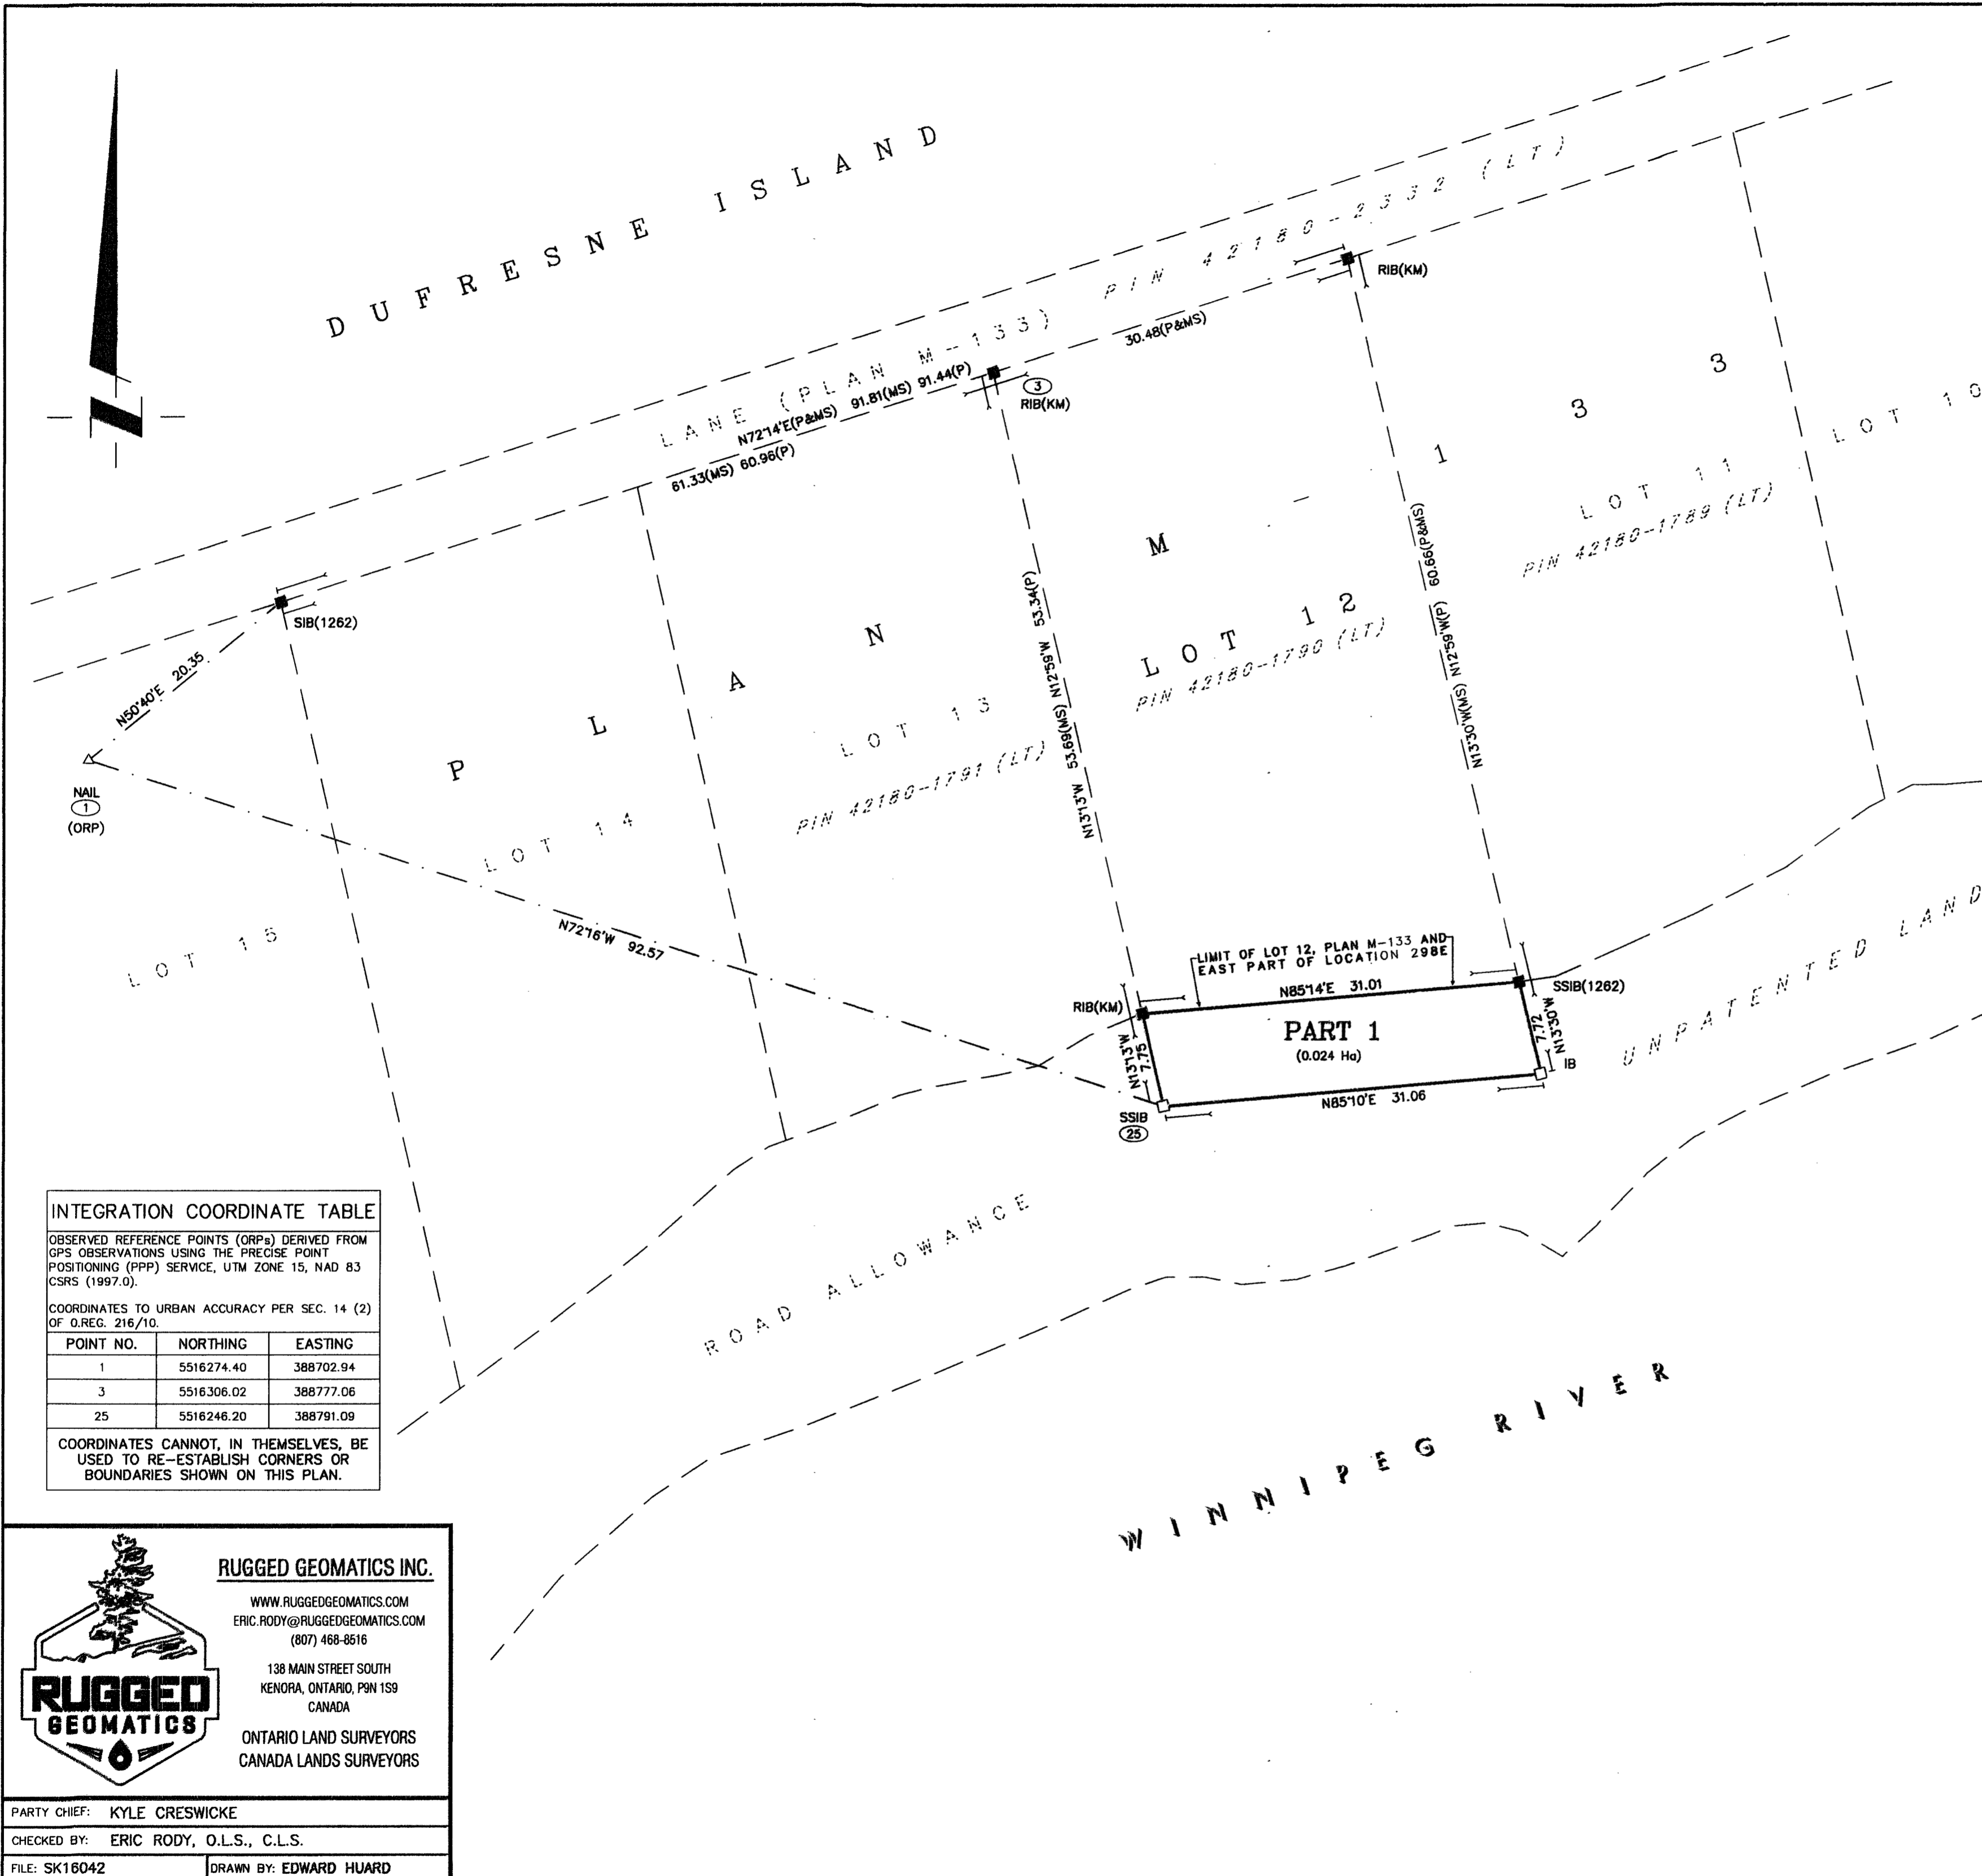 DUFRESNE ISLAND
LANE (PLAN M-133) PIN 42180-2332 (LT)
RIB(KM)
30.48(P&MS)
3
RIB(KM)
N72°14'E(P&MS) 91.81(MS) 91.44(P)
61.33(MS) 60.96(P)
SIB(1262)
N50°40'E 20.35
NAIL
1
(ORP)
PLAN M-133
LOT 10
LOT 11
PIN 42180-1789 (LT)
LOT 12
PIN 42180-1790 (LT)
LOT 13
PIN 42180-1791 (LT)
LOT 14
LOT 15
N13°13'W 53.69(MS) N12°59'W 53.34(P)
N13°30'W(MS) N12°59'W(P) 60.66(P&MS)
N72°16'W 92.57
LIMIT OF LOT 12, PLAN M-133 AND
EAST PART OF LOCATION 298E
N85°14'E 31.01
SSIB(1262)
RIB(KM)
PART 1
(0.024 Ha)
N13°13'W
7.75
7.72
N13°30'W
IB
N85°10'E 31.06
SSIB
25
UNPATENTED LAND
ROAD ALLOWANCE
WINNIPEG RIVER
INTEGRATION COORDINATE TABLE
OBSERVED REFERENCE POINTS (ORPs) DERIVED FROM
GPS OBSERVATIONS USING THE PRECISE POINT
POSITIONING (PPP) SERVICE, UTM ZONE 15, NAD 83
CSRS (1997.0).
COORDINATES TO URBAN ACCURACY PER SEC. 14 (2)
OF O.REG. 216/10.
POINT NO. NORTHING EASTING
1 5516274.40 388702.94
3 5516306.02 388777.06
25 5516246.20 388791.09
COORDINATES CANNOT, IN THEMSELVES, BE
USED TO RE-ESTABLISH CORNERS OR
BOUNDARIES SHOWN ON THIS PLAN.
RUGGED
GEOMATICS
RUGGED GEOMATICS INC.
WWW.RUGGEDGEOMATICS.COM
ERIC.RODY@RUGGEDGEOMATICS.COM
(807) 468-8516
138 MAIN STREET SOUTH
KENORA, ONTARIO, P9N 1S9
CANADA
ONTARIO LAND SURVEYORS
CANADA LANDS SURVEYORS
PARTY CHIEF: KYLE CRESWICKE
CHECKED BY: ERIC RODY, O.L.S., C.L.S.
FILE: SK16042 DRAWN BY: EDWARD HUARD